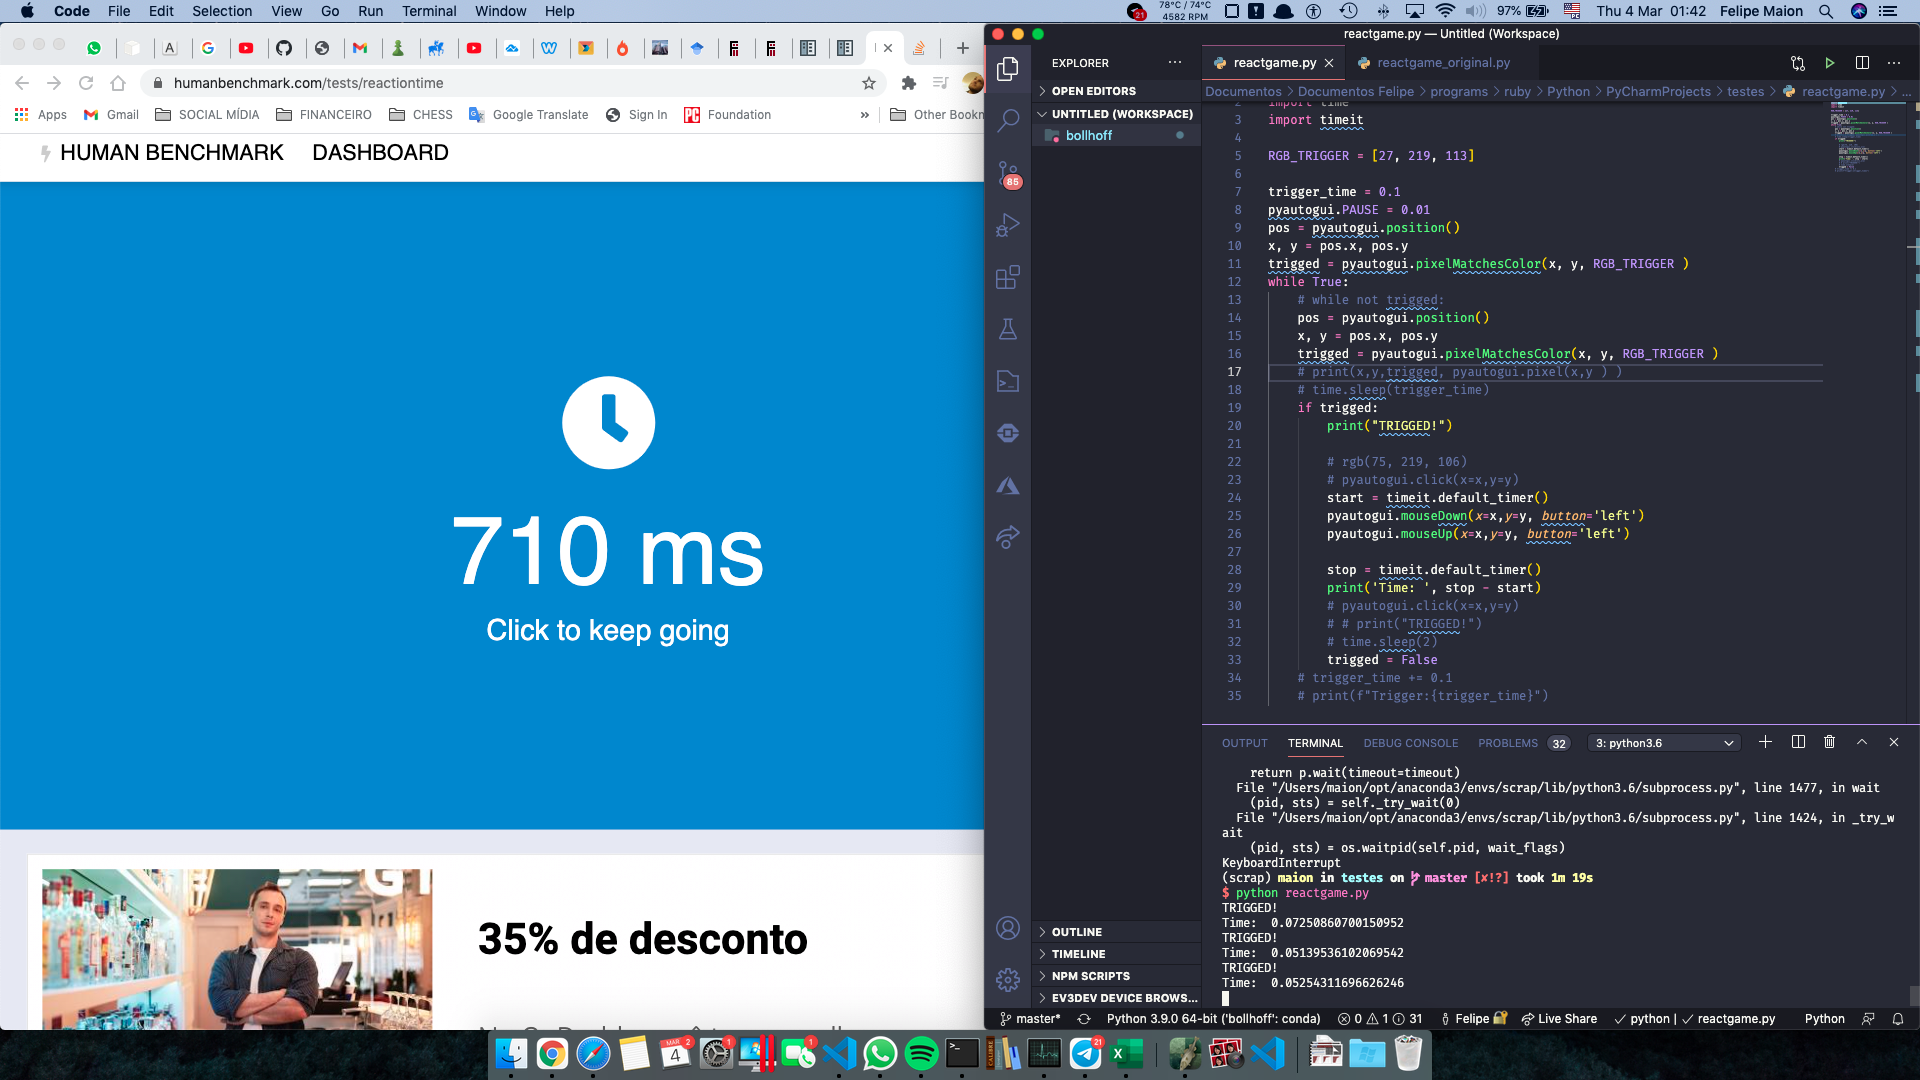 Code File Edit Selection View Go Run Terminal Window Help
21
78°C / 74°C
4582 RPM
97%
Thu 4 Mar 01:42
Felipe Maion
humanbenchmark.com/tests/reactiontime
Apps Gmail SOCIAL MÍDIA FINANCEIRO CHESS Google Translate Sign In Foundation » Other Bookn
HUMAN BENCHMARK DASHBOARD
710 ms
Click to keep going
35% de desconto
reactgame.py — Untitled (Workspace)
EXPLORER
reactgame.py
reactgame_original.py
OPEN EDITORS
UNTITLED (WORKSPACE)
bollhoff
85
OUTLINE
TIMELINE
NPM SCRIPTS
EV3DEV DEVICE BROWS...
Documentos > Documentos Felipe > programs > ruby > Python > PyCharmProjects > testes > reactgame.py > ...
2 import time
3 import timeit
4
5 RGB_TRIGGER = [27, 219, 113]
6
7 trigger_time = 0.1
8 pyautogui.PAUSE = 0.01
9 pos = pyautogui.position()
10 x, y = pos.x, pos.y
11 trigged = pyautogui.pixelMatchesColor(x, y, RGB_TRIGGER )
12 while True:
13 # while not trigged:
14 pos = pyautogui.position()
15 x, y = pos.x, pos.y
16 trigged = pyautogui.pixelMatchesColor(x, y, RGB_TRIGGER )
17 # print(x,y,trigged, pyautogui.pixel(x,y ) )
18 # time.sleep(trigger_time)
19 if trigged:
20 print("TRIGGED!")
21
22 # rgb(75, 219, 106)
23 # pyautogui.click(x=x,y=y)
24 start = timeit.default_timer()
25 pyautogui.mouseDown(x=x,y=y, button='left')
26 pyautogui.mouseUp(x=x,y=y, button='left')
27
28 stop = timeit.default_timer()
29 print('Time: ', stop - start)
30 # pyautogui.click(x=x,y=y)
31 # # print("TRIGGED!")
32 # time.sleep(2)
33 trigged = False
34 # trigger_time += 0.1
35 # print(f"Trigger:{trigger_time}")
OUTPUT TERMINAL DEBUG CONSOLE PROBLEMS 32 3: python3.6
return p.wait(timeout=timeout)
File "/Users/maion/opt/anaconda3/envs/scrap/lib/python3.6/subprocess.py", line 1477, in wait
(pid, sts) = self._try_wait(0)
File "/Users/maion/opt/anaconda3/envs/scrap/lib/python3.6/subprocess.py", line 1424, in _try_w
ait
(pid, sts) = os.waitpid(self.pid, wait_flags)
KeyboardInterrupt
(scrap) maion in testes on master [x!?] took 1m 19s
$ python reactgame.py
TRIGGED!
Time: 0.07250860700150952
TRIGGED!
Time: 0.05139536102069542
TRIGGED!
Time: 0.05254311696626246
master* Python 3.9.0 64-bit ('bollhoff': conda) 0 1 31 Felipe Live Share python | reactgame.py Python
MAR
4
2
1
1
21